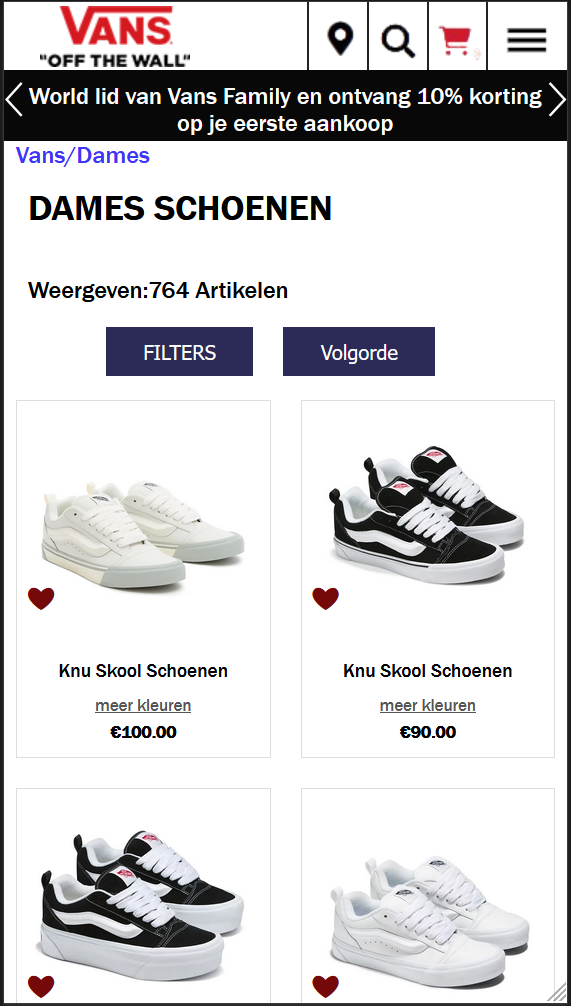 VANS
"OFF THE WALL"
World lid van Vans Family en ontvang 10% korting
op je eerste aankoop
Vans/Dames
DAMES SCHOENEN
Weergeven:764 Artikelen
FILTERS
Volgorde
Knu Skool Schoenen
meer kleuren
€100.00
Knu Skool Schoenen
meer kleuren
€90.00